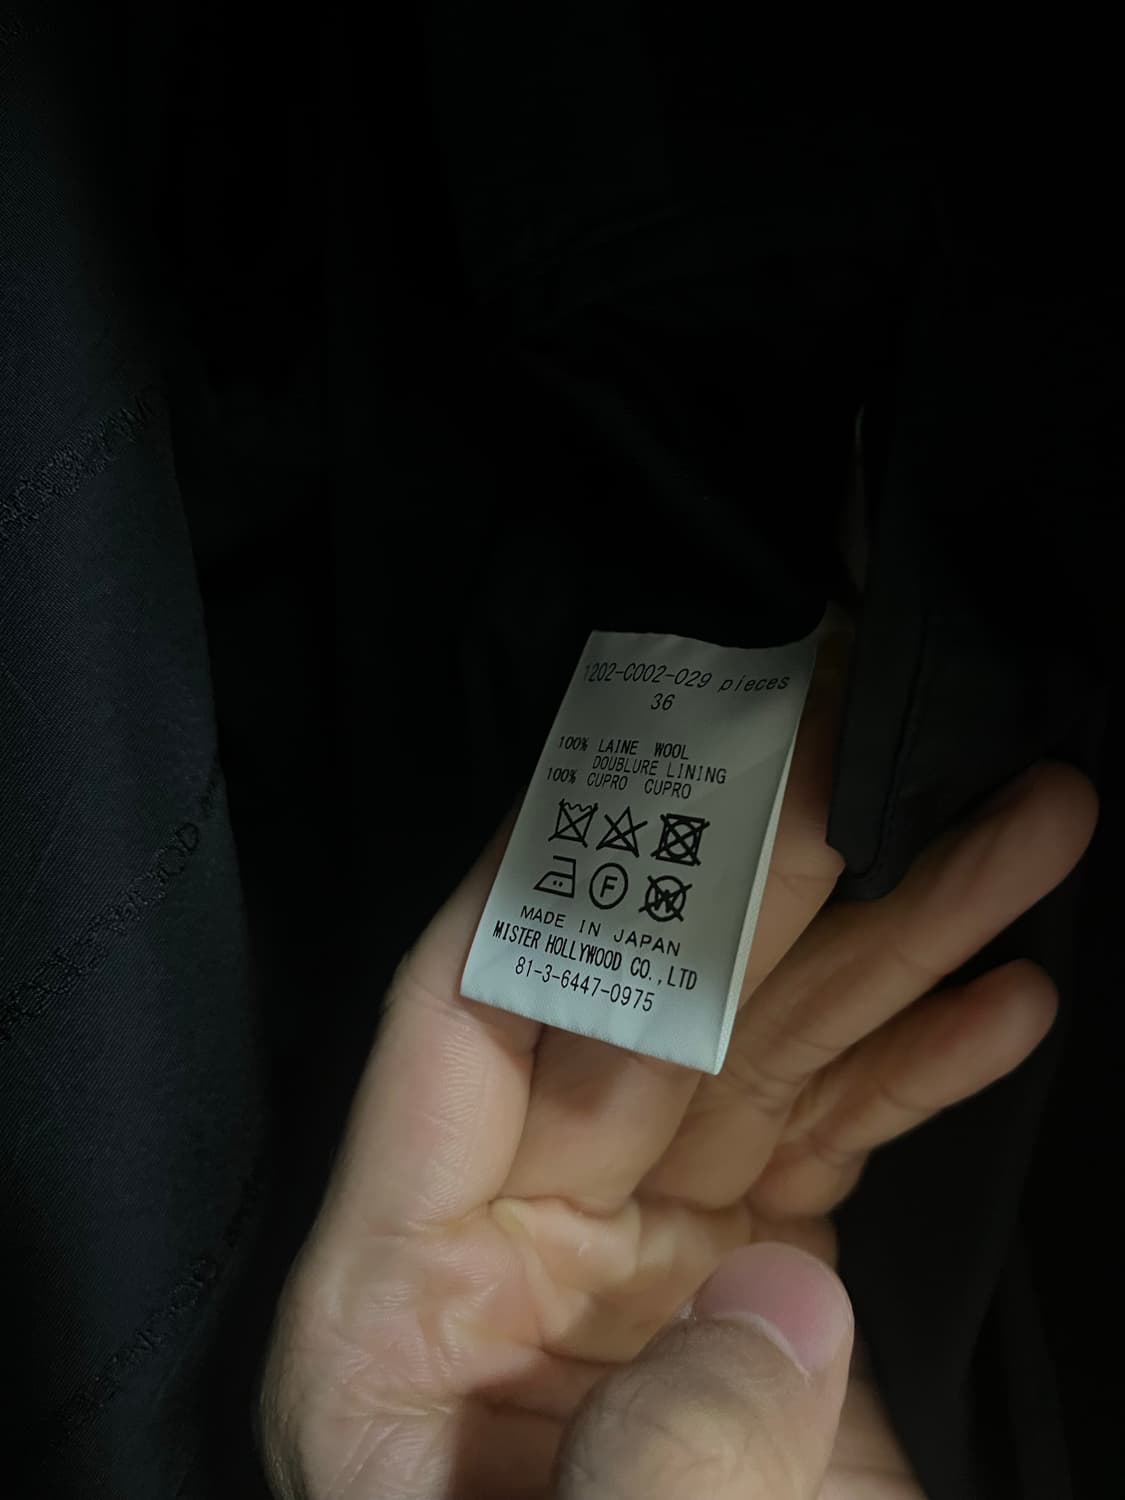 1202-C002-029 pieces
36
100% LAINE WOOL
DOUBLURE LINING
100% CUPRO CUPRO
F
W
MADE IN JAPAN
MISTER HOLLYWOOD CO.,LTD
81-3-6447-0975